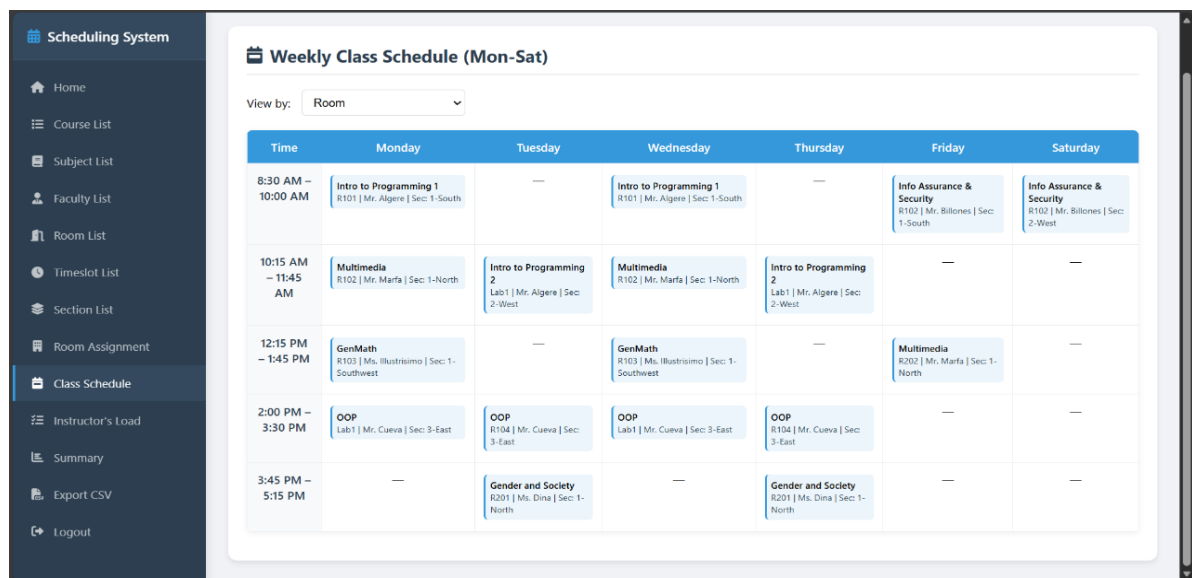 Scheduling System
Home
Course List
Subject List
Faculty List
Room List
Timeslot List
Section List
Room Assignment
Class Schedule
Instructor's Load
Summary
Export CSV
Logout
Weekly Class Schedule (Mon-Sat)
View by: Room
Time Monday Tuesday Wednesday Thursday Friday Saturday
8:30 AM –
10:00 AM
Intro to Programming 1
R101 | Mr. Algere | Sec: 1-South
—
Intro to Programming 1
R101 | Mr. Algere | Sec: 1-South
—
Info Assurance &
Security
R102 | Mr. Billones | Sec:
1-South
Info Assurance &
Security
R102 | Mr. Billones | Sec:
2-West
10:15 AM
– 11:45
AM
Multimedia
R102 | Mr. Marfa | Sec: 1-North
Intro to Programming
2
Lab1 | Mr. Algere | Sec:
2-West
Multimedia
R102 | Mr. Marfa | Sec: 1-North
Intro to Programming
2
Lab1 | Mr. Algere | Sec:
2-West
—
—
12:15 PM
– 1:45 PM
GenMath
R103 | Ms. Illustrisimo | Sec: 1-
Southwest
—
GenMath
R103 | Ms. Illustrisimo | Sec: 1-
Southwest
—
Multimedia
R202 | Mr. Marfa | Sec: 1-
North
—
2:00 PM –
3:30 PM
OOP
Lab1 | Mr. Cueva | Sec: 3-East
OOP
R104 | Mr. Cueva | Sec:
3-East
OOP
Lab1 | Mr. Cueva | Sec: 3-East
OOP
R104 | Mr. Cueva | Sec:
3-East
—
—
3:45 PM –
5:15 PM
—
Gender and Society
R201 | Ms. Dina | Sec: 1-
North
—
Gender and Society
R201 | Ms. Dina | Sec: 1-
North
—
—